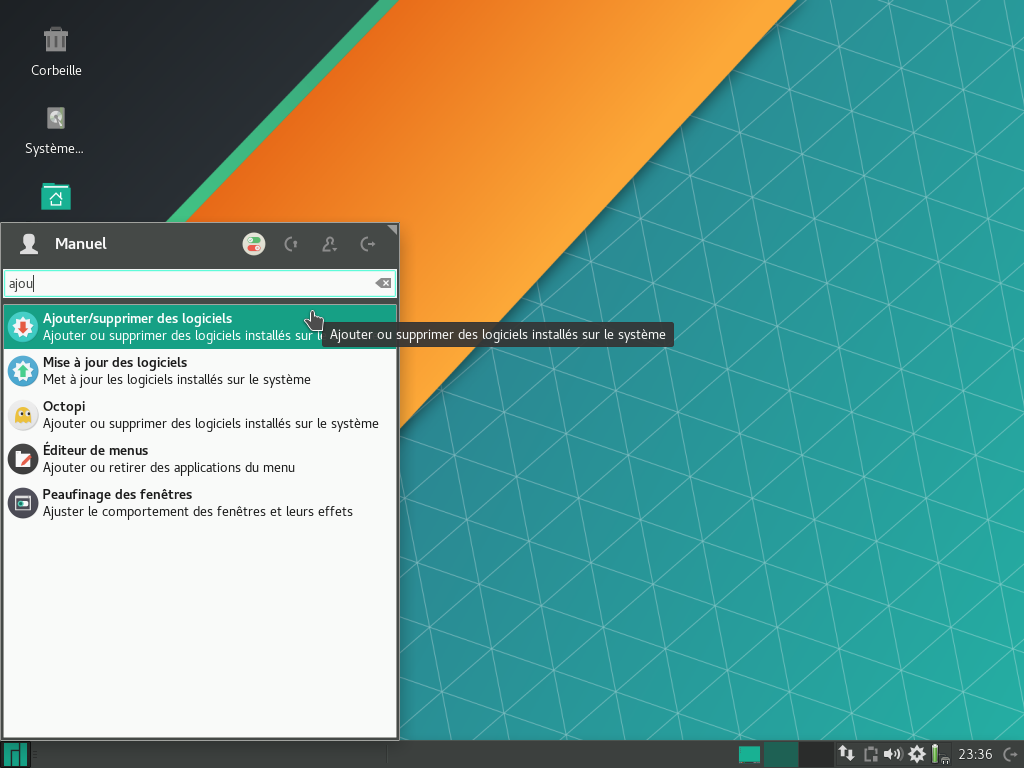 Corbeille
Système...
Manuel
ajou
Ajouter/supprimer des logiciels
Ajouter ou supprimer des logiciels installés sur l
Ajouter ou supprimer des logiciels installés sur le système
Mise à jour des logiciels
Met à jour les logiciels installés sur le système
Octopi
Ajouter ou supprimer des logiciels installés sur le système
Éditeur de menus
Ajouter ou retirer des applications du menu
Peaufinage des fenêtres
Ajuster le comportement des fenêtres et leurs effets
23:36